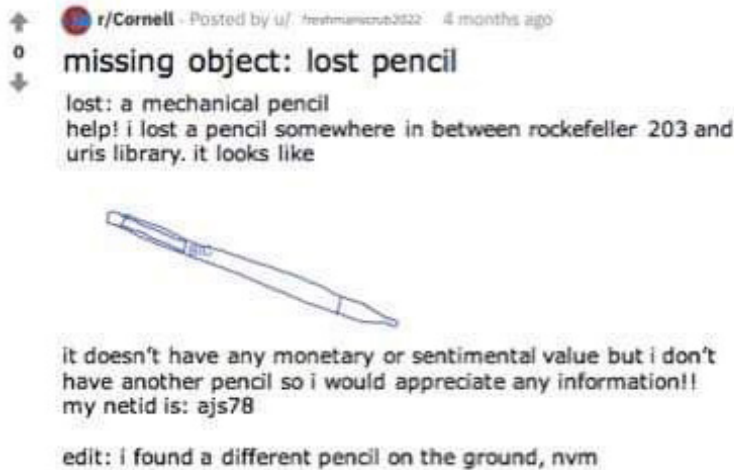 r/Cornell · Posted by u/ freshmanscrub2022 4 months ago
0
missing object: lost pencil
lost: a mechanical pencil
help! i lost a pencil somewhere in between rockefeller 203 and
uris library. it looks like
BIC
it doesn't have any monetary or sentimental value but i don't
have another pencil so i would appreciate any information!!
my netid is: ajs78
edit: i found a different pencil on the ground, nvm